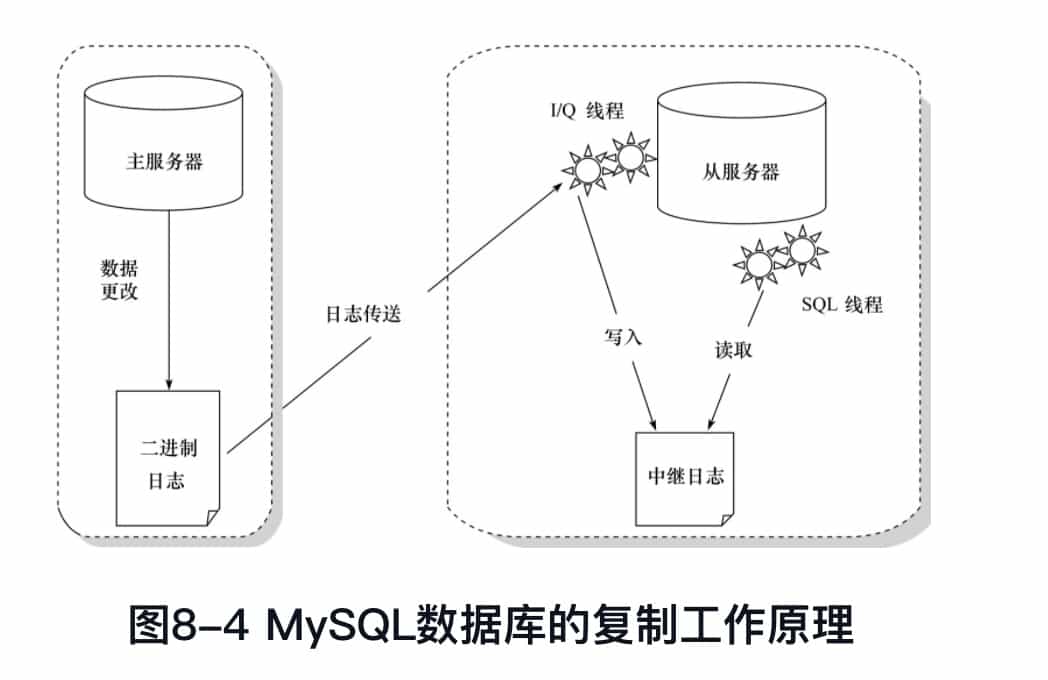 主服务器
数据
更改
二进制
日志
日志传送
I/Q 线程
从服务器
SQL 线程
写入
读取
中继日志
图8-4 MySQL数据库的复制工作原理